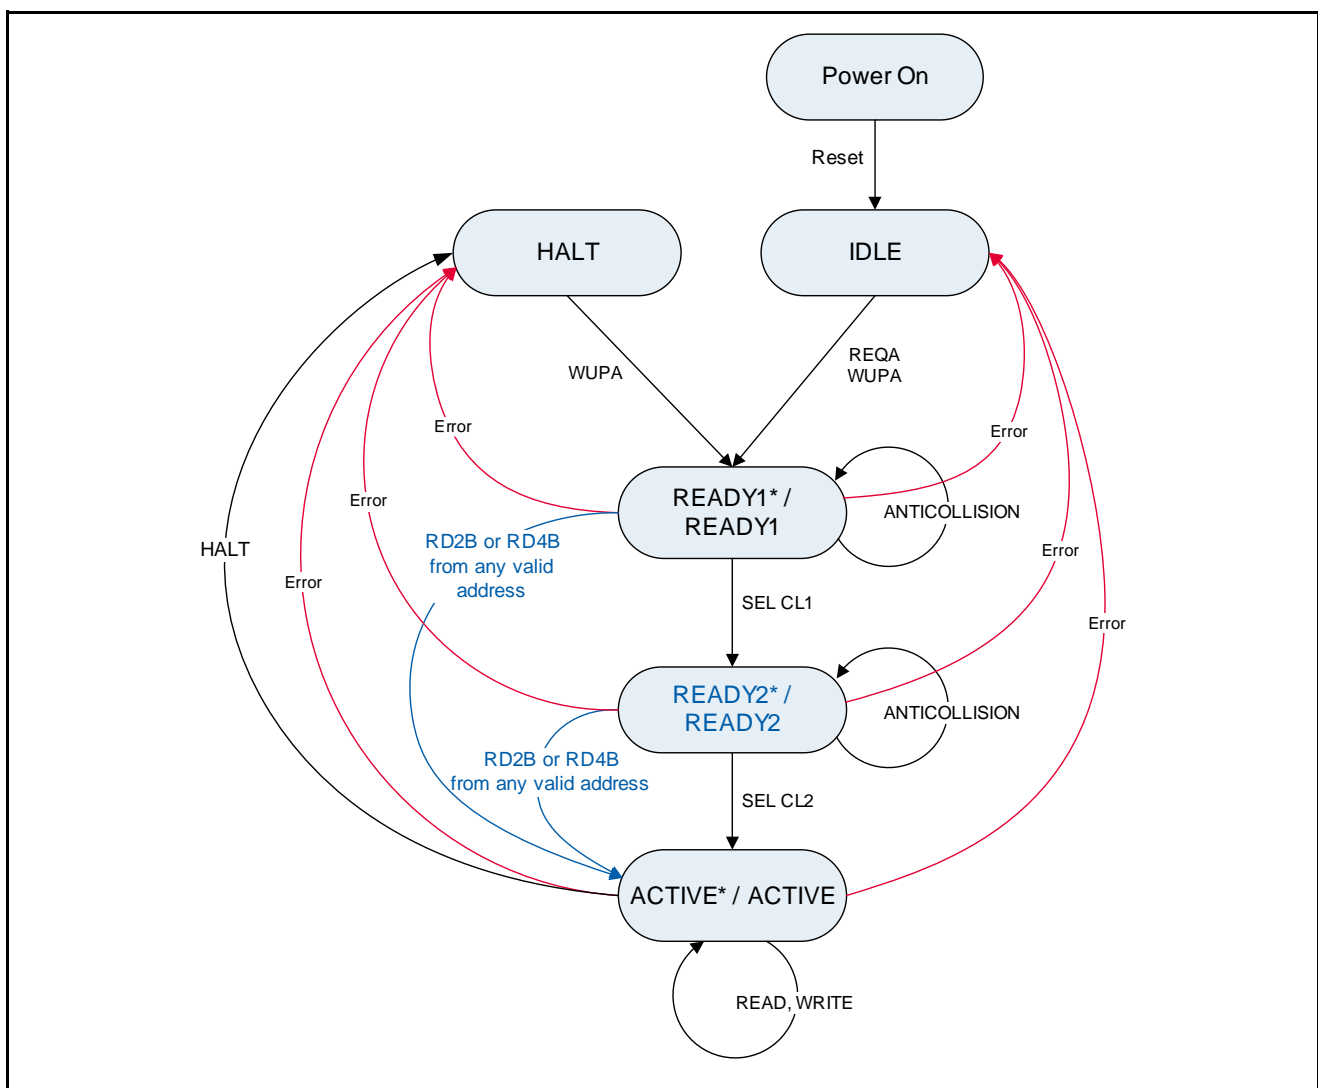 Power On
Reset
HALT
IDLE
WUPA
REQA
WUPA
Error
Error
READY1* /
READY1
ANTICOLLISION
Error
RD2B or RD4B
from any valid
address
HALT
Error
Error
SEL CL1
Error
READY2* /
READY2
ANTICOLLISION
RD2B or RD4B
from any valid address
SEL CL2
ACTIVE* / ACTIVE
READ, WRITE